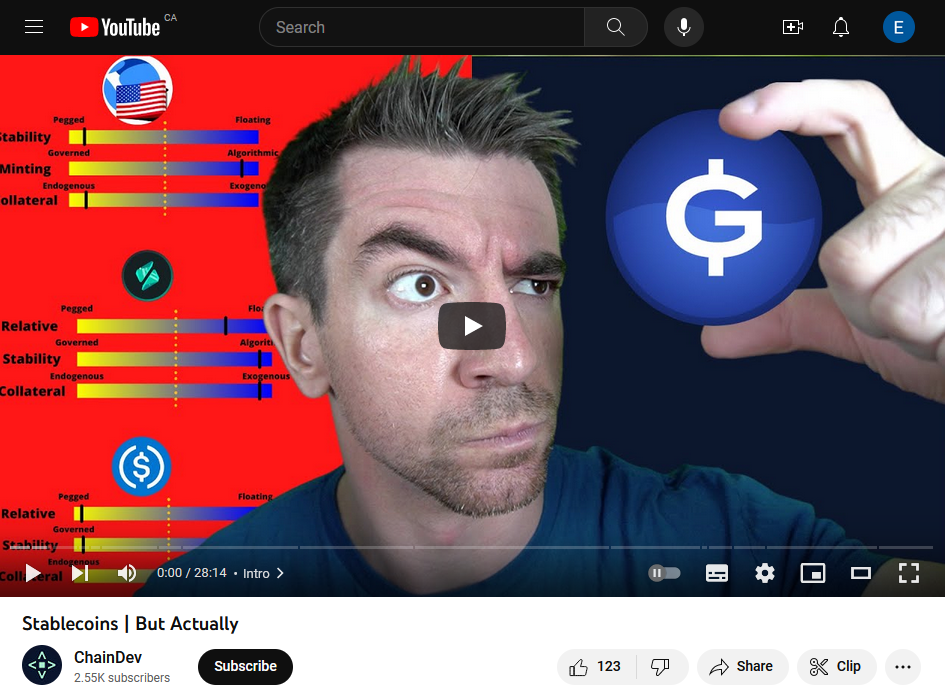 YouTube CA
Search
E
Pegged Floating
Stability
Governed Algorithmic
Minting
Endogenous Exogeno
ollateral
Pegged Floa
Relative
Governed Algorit
Stability
Endogenous Exogenous
Collateral
Pegged Floating
Relative
Governed
Stability
Endogenous
Collateral
0:00 / 28:14 • Intro
Stablecoins | But Actually
ChainDev
2.55K subscribers
Subscribe
123
Share
Clip